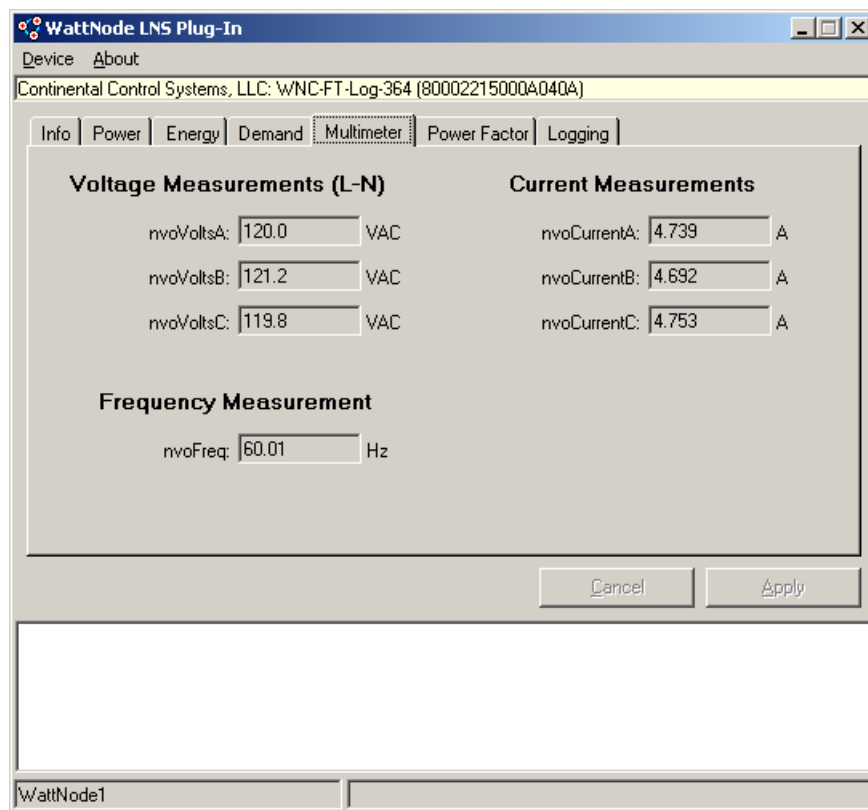 WattNode LNS Plug-In
Device About
Continental Control Systems, LLC: WNC-FT-Log-364 (80002215000A040A)
Info Power Energy Demand Multimeter Power Factor Logging
Voltage Measurements (L-N) Current Measurements
nvoVoltsA: 120.0 VAC nvoCurrentA: 4.739 A
nvoVoltsB: 121.2 VAC nvoCurrentB: 4.692 A
nvoVoltsC: 119.8 VAC nvoCurrentC: 4.753 A
Frequency Measurement
nvoFreq: 60.01 Hz
Cancel Apply
WattNode1